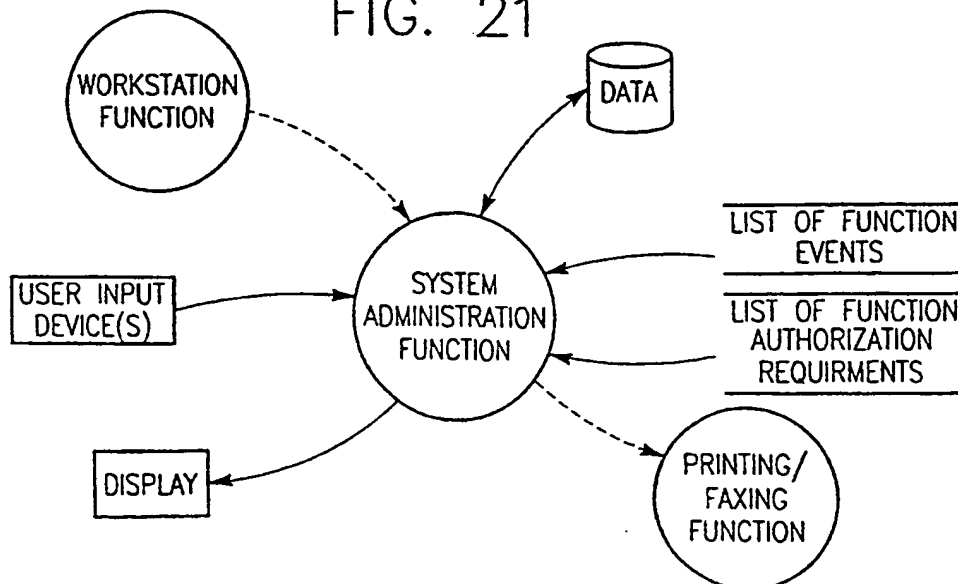 FIG. 21
WORKSTATION
FUNCTION
DATA
LIST OF FUNCTION
EVENTS
SYSTEM
ADMINISTRATION
FUNCTION
USER INPUT
DEVICE(S)
LIST OF FUNCTION
AUTHORIZATION
REQUIRMENTS
DISPLAY
PRINTING/
FAXING
FUNCTION